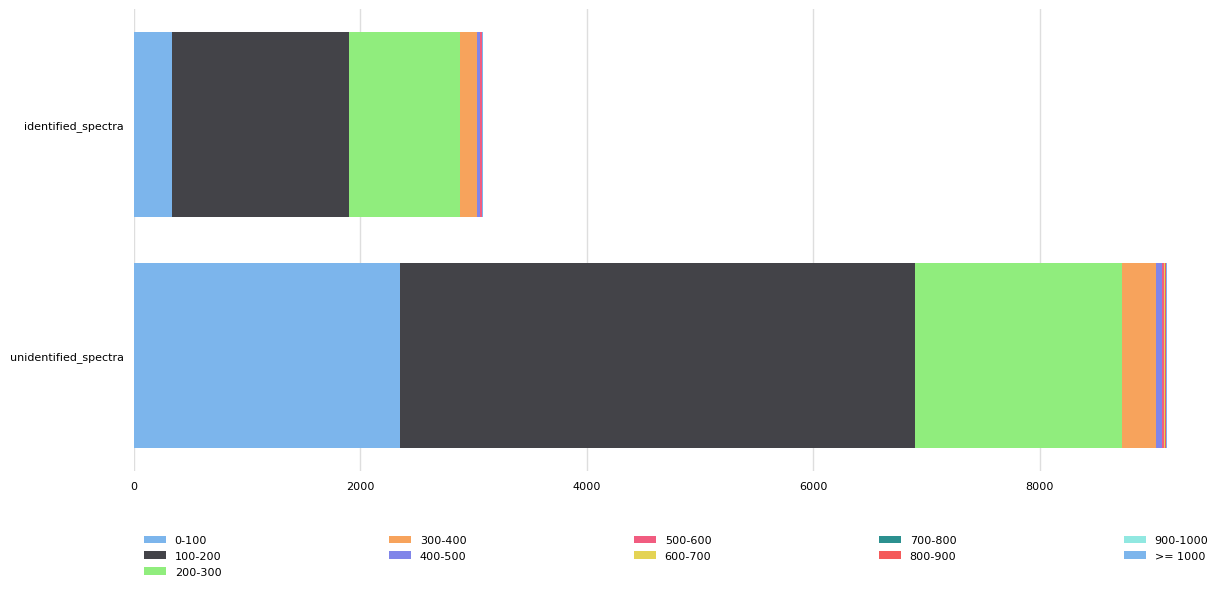 identified_spectra
unidentified_spectra
0 2000 4000 6000 8000
0-100 300-400 500-600 700-800 900-1000
100-200 400-500 600-700 800-900 >= 1000
200-300